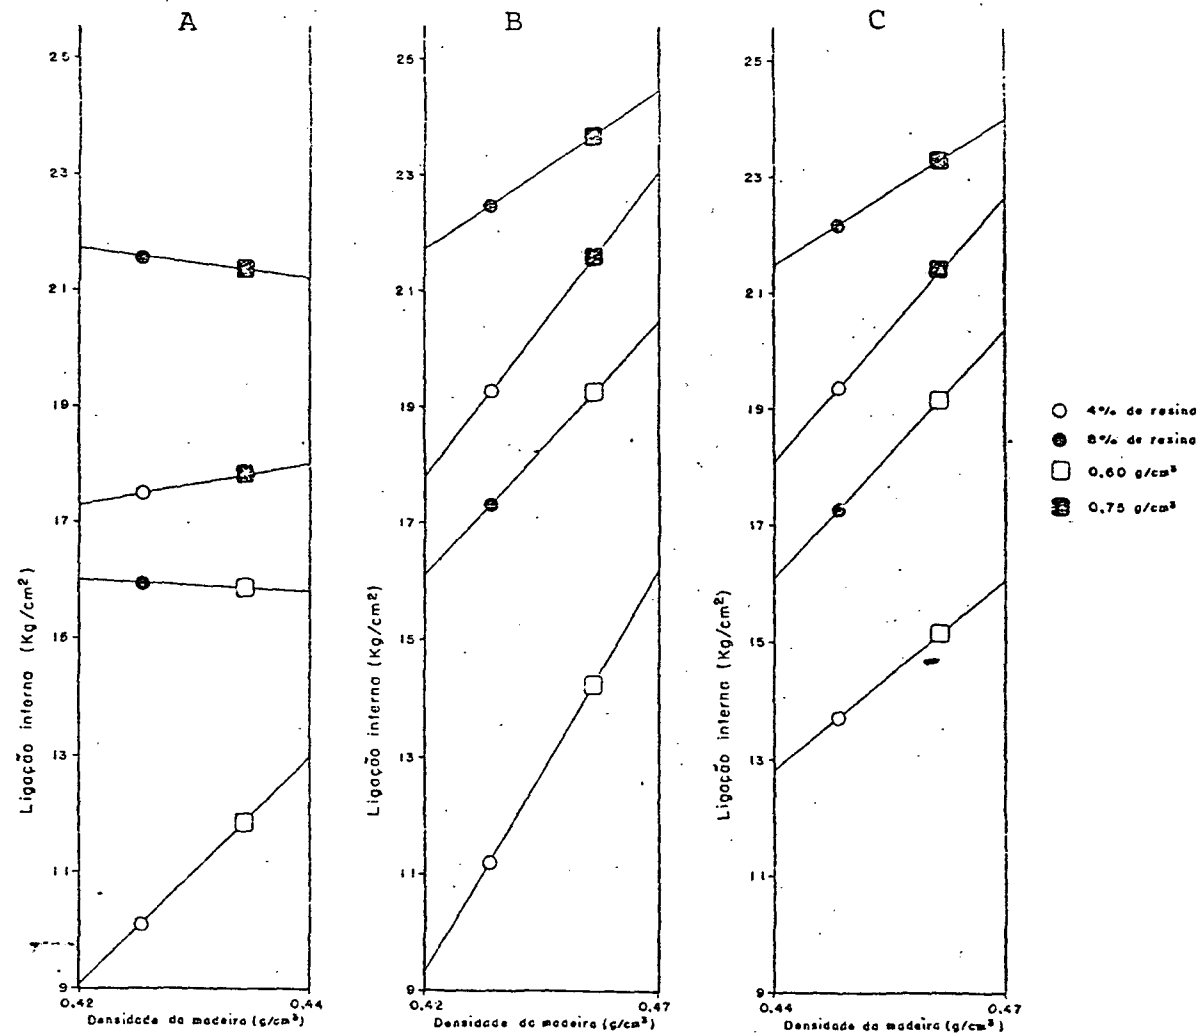 A
B
C
25
23
21
19
17
15
13
11
9
Ligação interna (Kg/cm²)
0.42
0.44
Densidade da madeira (g/cm³)
25
23
21
19
17
15
13
11
9
Ligação interna (Kg/cm²)
0.42
0.47
Densidade da madeira (g/cm³)
25
23
21
19
17
15
13
11
9
Ligação interna (Kg/cm²)
0.44
0.47
Densidade da madeira (g/cm³)
4% de resina
8% de resina
0.60 g/cm³
0.75 g/cm³